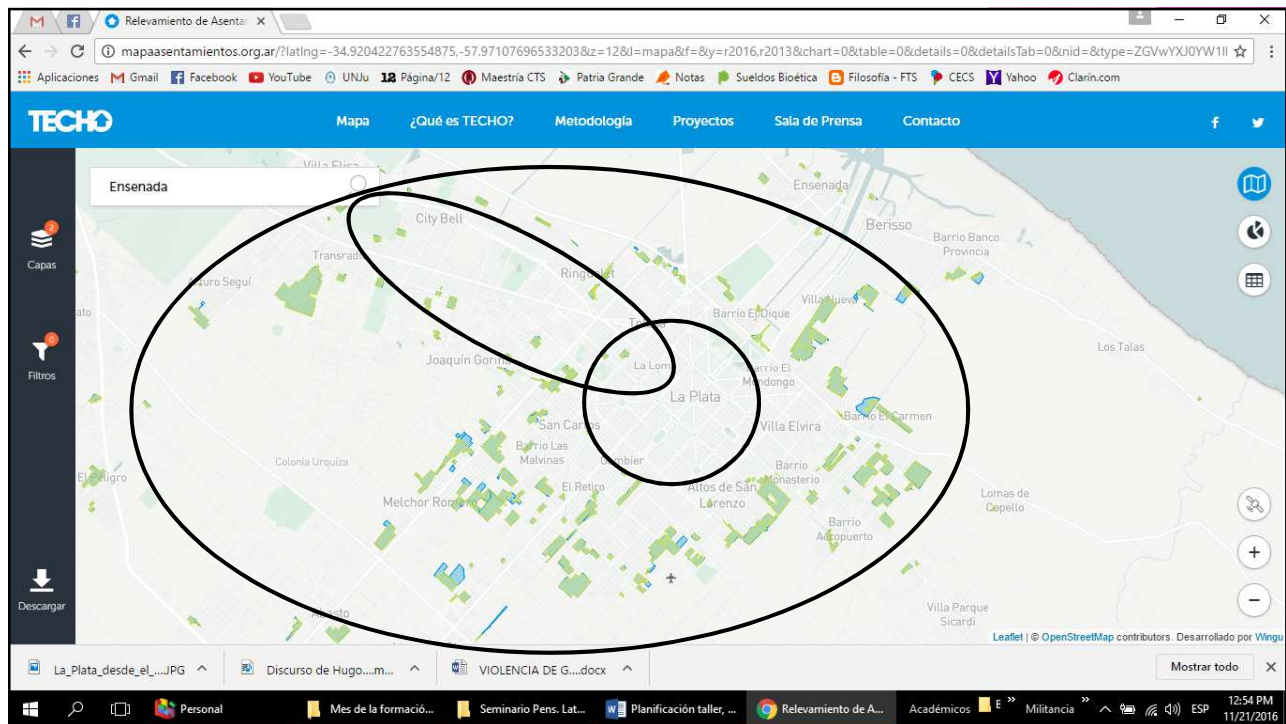 Relevamiento de Asenta
mapaasentamientos.org.ar/?latlng=-34.920422763554875,-57.97107696533203&z=12&l=mapa&f=&y=r2016,r2013&chart=0&table=0&details=0&detailsTab=0&nid=&type=ZGVwYXJ0YW1ll
Aplicaciones Gmail Facebook YouTube UNJu Página/12 Maestría CTS Patria Grande Notas Sueldos Bioética Filosofía - FTS CECS Yahoo Clarín.com
TECHO Mapa ¿Qué es TECHO? Metodología Proyectos Sala de Prensa Contacto
Ensenada
Villa Elisa
Ensenada
City Bell
Berisso
Barrio Banco
Provincia
Capas
2
Transradio
Arturo Seguí
Ringuelet
Villa Nueva
Barrio El Dique
Tolosa
Los Talas
Filtros
0
Joaquín Gorina
La Loma
Barrio El
Mondongo
La Plata
San Carlos
Villa Elvira
Barrio El Carmen
Barrio Las
Malvinas
Gambier
Colonia Urquiza
El Peligro
El Retiro
Barrio
Monasterio
Altos de San
Lorenzo
Melchor Romero
Lomas de
Copello
Barrio
Aeropuerto
Descargar
Abasto
Villa Parque
Sicardi
Leaflet | © OpenStreetMap contributors. Desarrollado por Wingu
La_Plata_desde_el_....JPG Discurso de Hugo....m... VIOLENCIA DE G....docx Mostrar todo
Personal Mes de la formació... Seminario Pens. Lat... Planificación taller, ... Relevamiento de A... Académicos E » Militancia » ESP 12:54 PM
11/21/2016